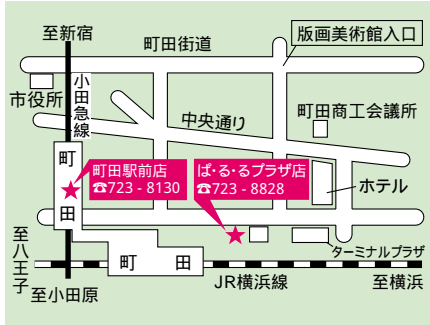 至新宿
町田街道
版画美術館入口
小田急線
市役所
中央通り
町田商工会議所
町田
町田駅前店
☎723-8130
ぱ・る・るプラザ店
☎723-8828
ホテル
至八王子
ターミナルプラザ
町田
至小田原
JR横浜線
至横浜